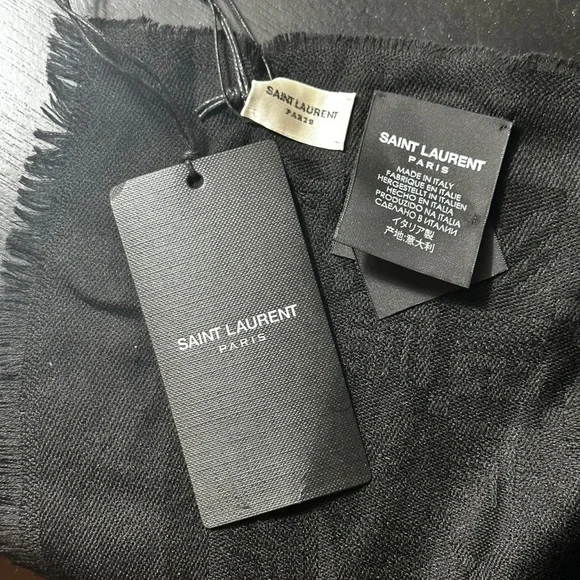 SAINT LAURENT
PARIS
SAINT LAURENT
PARIS
MADE IN ITALY
FABRIQUE EN ITALIE
HERGESTELLT IN ITALIEN
HECHO EN ITALIA
PRODUZIDO NA ITALIA
СДЕЛАНО В ИТАЛИИ
イタリア製
产地:意大利
SAINT LAURENT
PARIS